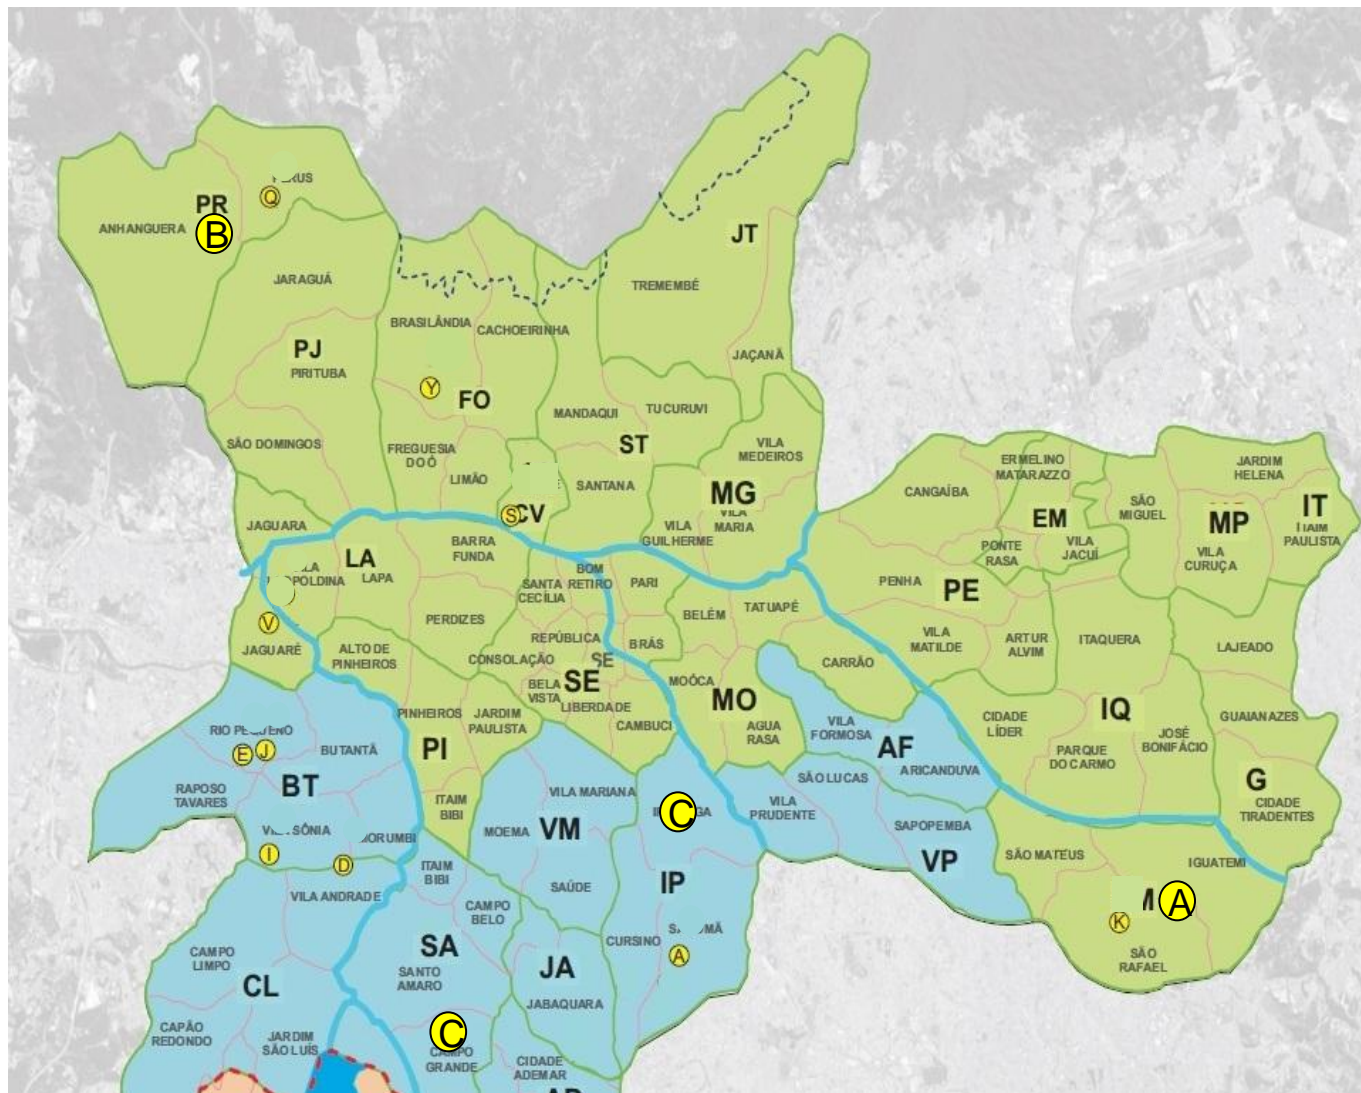 JT
PERUS
Q
PR
ANHANGUERA
B
JARAGUÁ
TREMEMBÉ
BRASILÂNDIA
CACHOEIRINHA
PJ
PIRITUBA
JAÇANÃ
Y
FO
MANDAQUI
TUCURUVI
SÃO DOMINGOS
FREGUESIA
DO Ó
ST
VILA
MEDEIROS
LIMÃO
SANTANA
MG
VILA
MARIA
S
CV
JAGUARA
VILA
GUILHERME
CANGAÍBA
ERMELINO
MATARAZZO
JARDIM
HELENA
SÃO
MIGUEL
IT
ITAIM
PAULISTA
EM
MP
PONTE
RASA
VILA
JACUÍ
VILA
CURUÇA
LA
LAPA
BARRA
FUNDA
SANTA
CECÍLIA
BOM
RETIRO
PARI
BELÉM
TATUAPÉ
PENHA
PE
V
JAGUARÉ
ALTO DE
PINHEIROS
PERDIZES
REPÚBLICA
BRÁS
CONSOLAÇÃO
SE
SE
BELA
VISTA
LIBERDADE
CAMBUCI
MOÓCA
MO
AGUA
RASA
CARRÃO
VILA
MATILDE
ARTUR
ALVIM
ITAQUERA
LAJEADO
PINHEIROS
JARDIM
PAULISTA
PI
VILA
FORMOSA
AF
ARICANDUVA
CIDADE
LÍDER
IQ
PARQUE
DO CARMO
JOSÉ
BONIFÁCIO
GUAIANAZES
G
CIDADE
TIRADENTES
E
J
BUTANTÃ
RAPOSO
TAVARES
BT
ITAIM
BIBI
VILA MARIANA
MOEMA
VM
C
SÃO LUCAS
VILA
PRUDENTE
SAPOPEMBA
VP
SÃO MATEUS
IGUATEMI
I
D
VILA ANDRADE
ITAIM
BIBI
SAÚDE
IP
M
A
K
SÃO
RAFAEL
CAMPO
BELO
CURSINO
A
CAMPO
LIMPO
CL
SA
SANTO
AMARO
JA
JABAQUARA
CAPÃO
REDONDO
JARDIM
SÃO LUÍS
C
CAMPO
GRANDE
CIDADE
ADEMAR